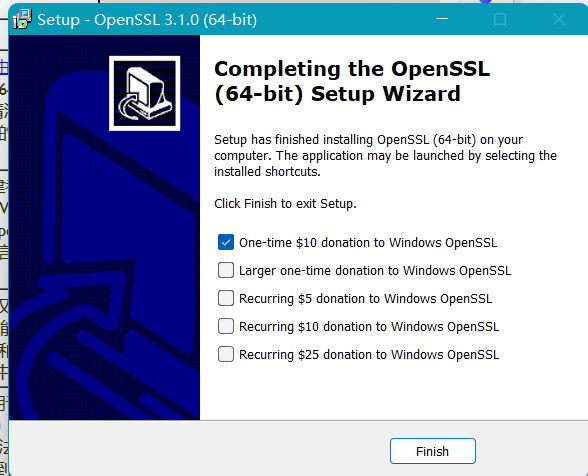 Setup - OpenSSL 3.1.0 (64-bit)
Completing the OpenSSL
(64-bit) Setup Wizard
Setup has finished installing OpenSSL (64-bit) on your
computer. The application may be launched by selecting the
installed shortcuts.
Click Finish to exit Setup.
One-time $10 donation to Windows OpenSSL
Larger one-time donation to Windows OpenSSL
Recurring $5 donation to Windows OpenSSL
Recurring $10 donation to Windows OpenSSL
Recurring $25 donation to Windows OpenSSL
Finish